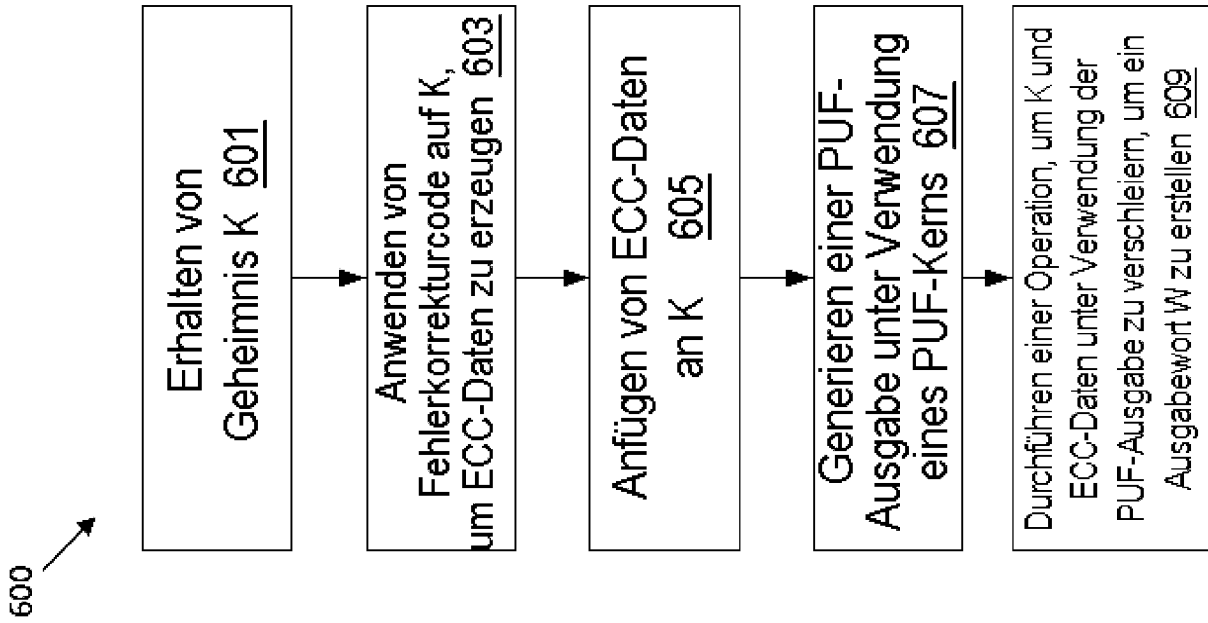 600
Erhalten von
Geheimnis K 601
Anwenden von
Fehlerkorrekturcode auf K,
um ECC-Daten zu erzeugen 603
Anfügen von ECC-Daten
an K 605
Generieren einer PUF-
Ausgabe unter Verwendung
eines PUF-Kerns 607
Durchführen einer Operation, um K und
ECC-Daten unter Verwendung der
PUF-Ausgabe zu verschleiern, um ein
Ausgabewort W zu erstellen 609